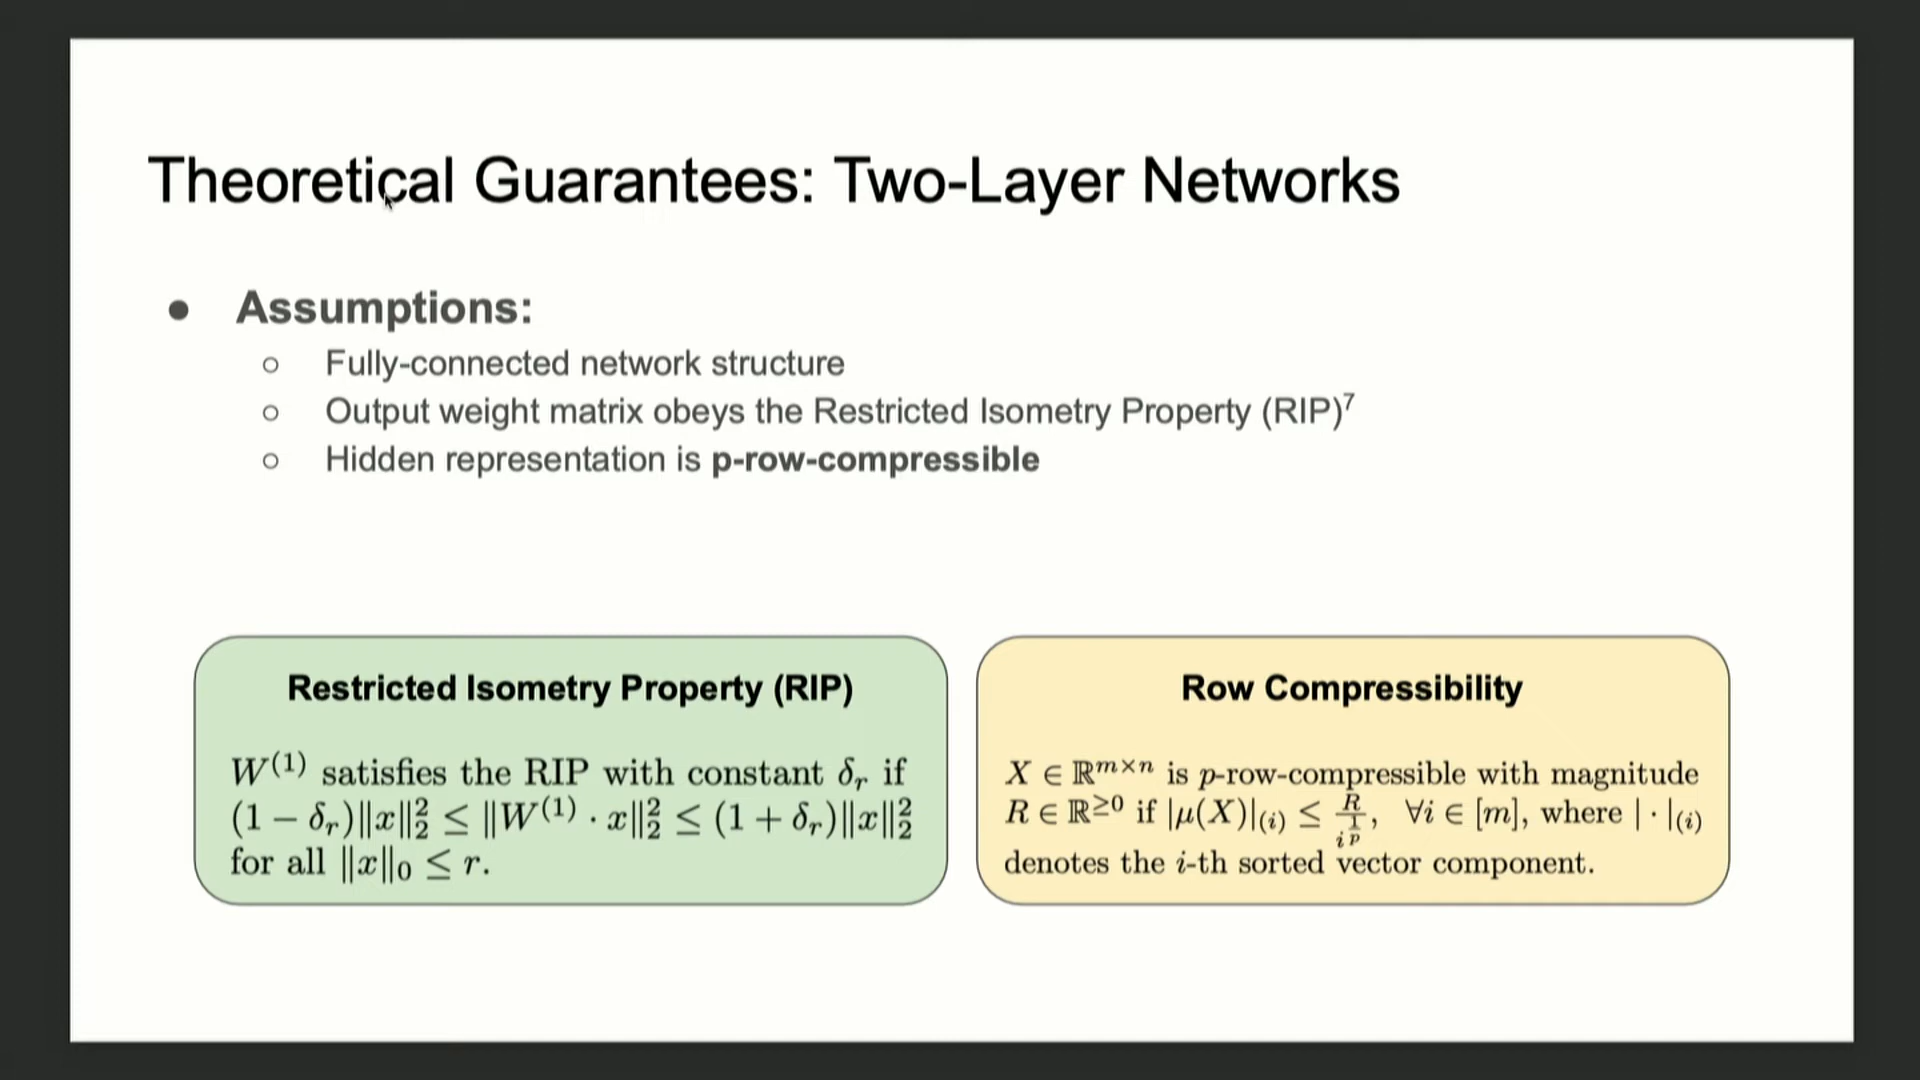 Theoretical Guarantees: Two-Layer Networks
● Assumptions:
○ Fully-connected network structure
○ Output weight matrix obeys the Restricted Isometry Property (RIP)⁷
○ Hidden representation is p-row-compressible
Restricted Isometry Property (RIP)
W⁽¹⁾ satisfies the RIP with constant δᵣ if
(1 − δᵣ)‖x‖₂² ≤ ‖W⁽¹⁾ · x‖₂² ≤ (1 + δᵣ)‖x‖₂²
for all ‖x‖₀ ≤ r.
Row Compressibility
X ∈ ℝ^{m×n} is p-row-compressible with magnitude
R ∈ ℝ^{≥0} if |μ(X)|_{(i)} ≤ R / i^{1/p}, ∀i ∈ [m], where | · |_{(i)}
denotes the i-th sorted vector component.